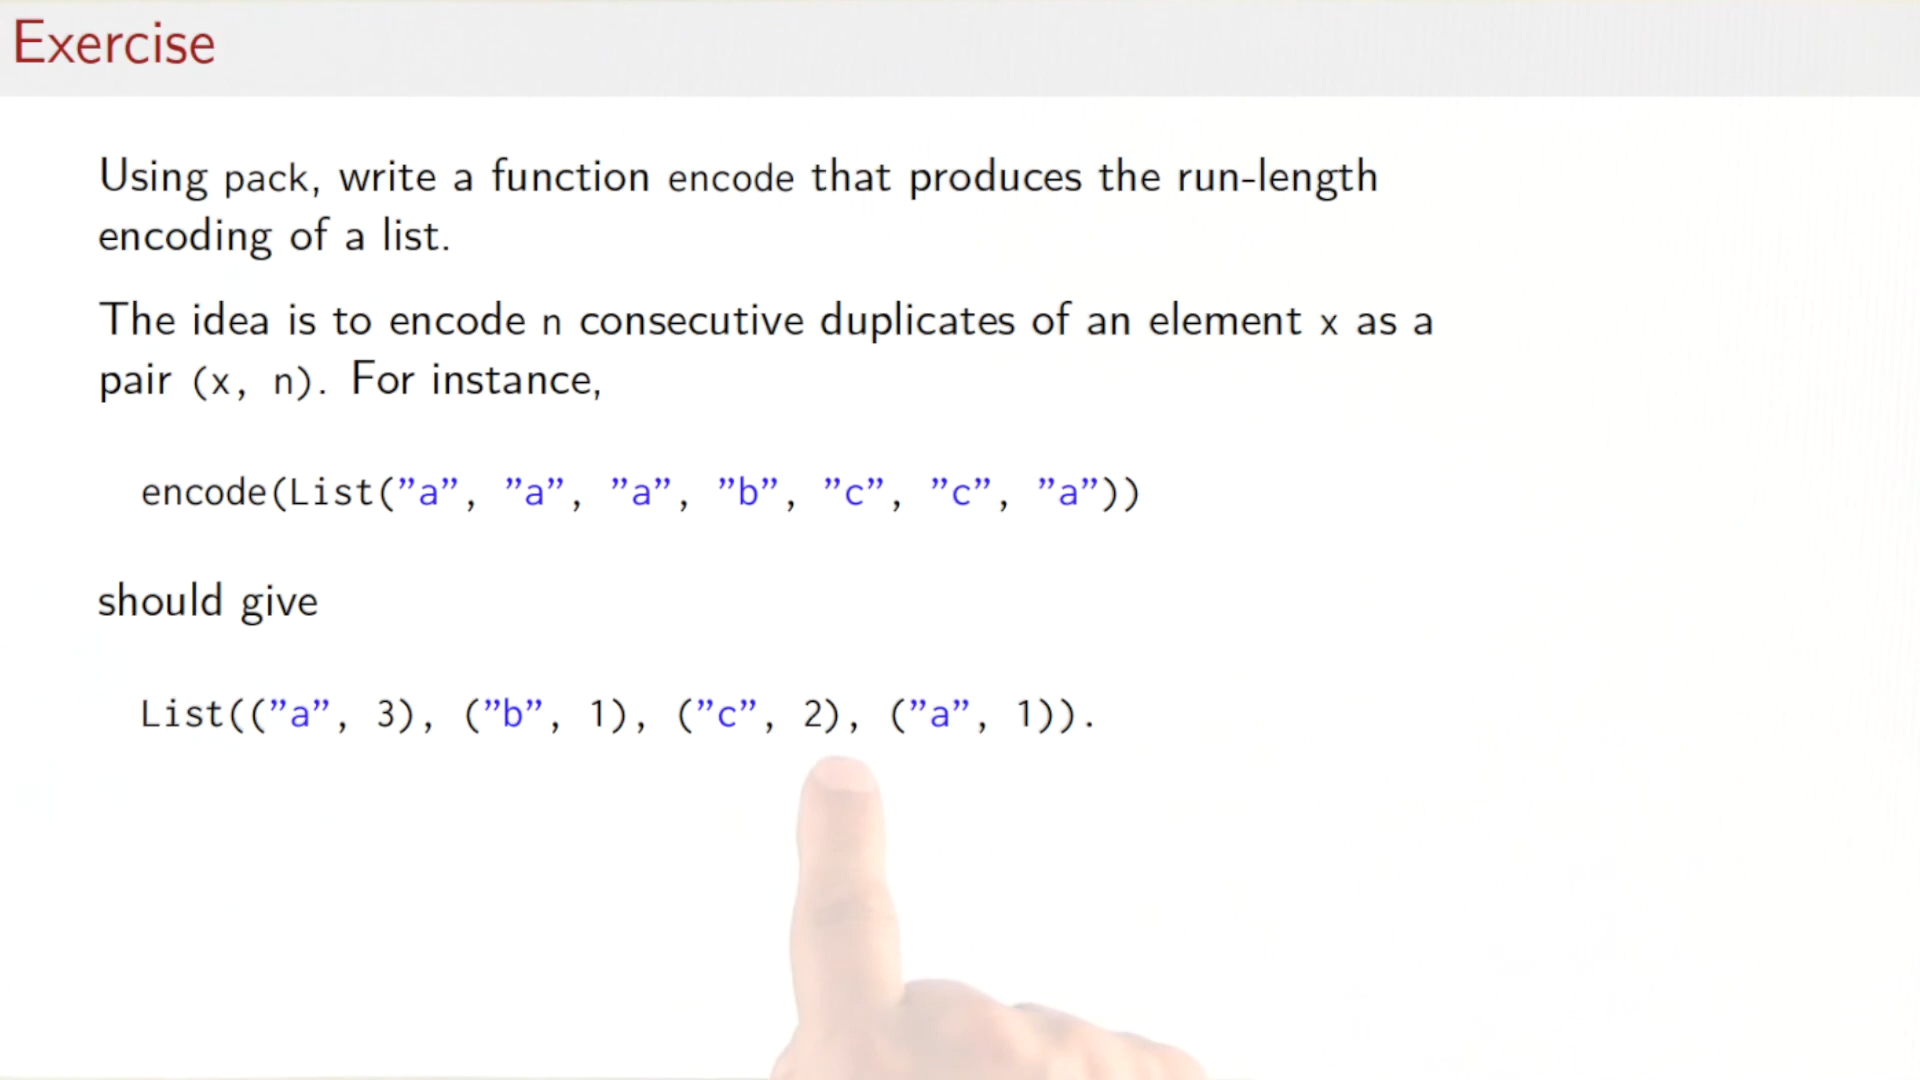 Exercise
Using pack, write a function encode that produces the run-length
encoding of a list.
The idea is to encode n consecutive duplicates of an element x as a
pair (x, n). For instance,
encode(List(”a”, ”a”, ”a”, ”b”, ”c”, ”c”, ”a”))
should give
List((”a”, 3), (”b”, 1), (”c”, 2), (”a”, 1)).